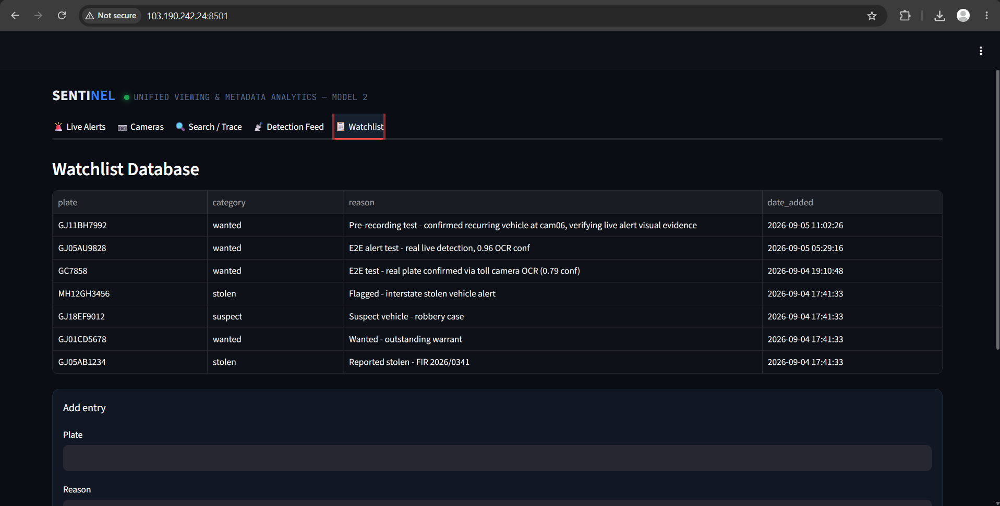 Not secure 103.190.242.24:8501
SENTINEL UNIFIED VIEWING & METADATA ANALYTICS — MODEL 2
Live Alerts Cameras Search / Trace Detection Feed Watchlist
Watchlist Database
plate category reason date_added
GJ11BH7992 wanted Pre-recording test - confirmed recurring vehicle at cam06, verifying live alert visual evidence 2026-09-05 11:02:26
GJ05AU9828 wanted E2E alert test - real live detection, 0.96 OCR conf 2026-09-05 05:29:16
GC7858 wanted E2E test - real plate confirmed via toll camera OCR (0.79 conf) 2026-09-04 19:10:48
MH12GH3456 stolen Flagged - interstate stolen vehicle alert 2026-09-04 17:41:33
GJ18EF9012 suspect Suspect vehicle - robbery case 2026-09-04 17:41:33
GJ01CD5678 wanted Wanted - outstanding warrant 2026-09-04 17:41:33
GJ05AB1234 stolen Reported stolen - FIR 2026/0341 2026-09-04 17:41:33
Add entry
Plate
Reason